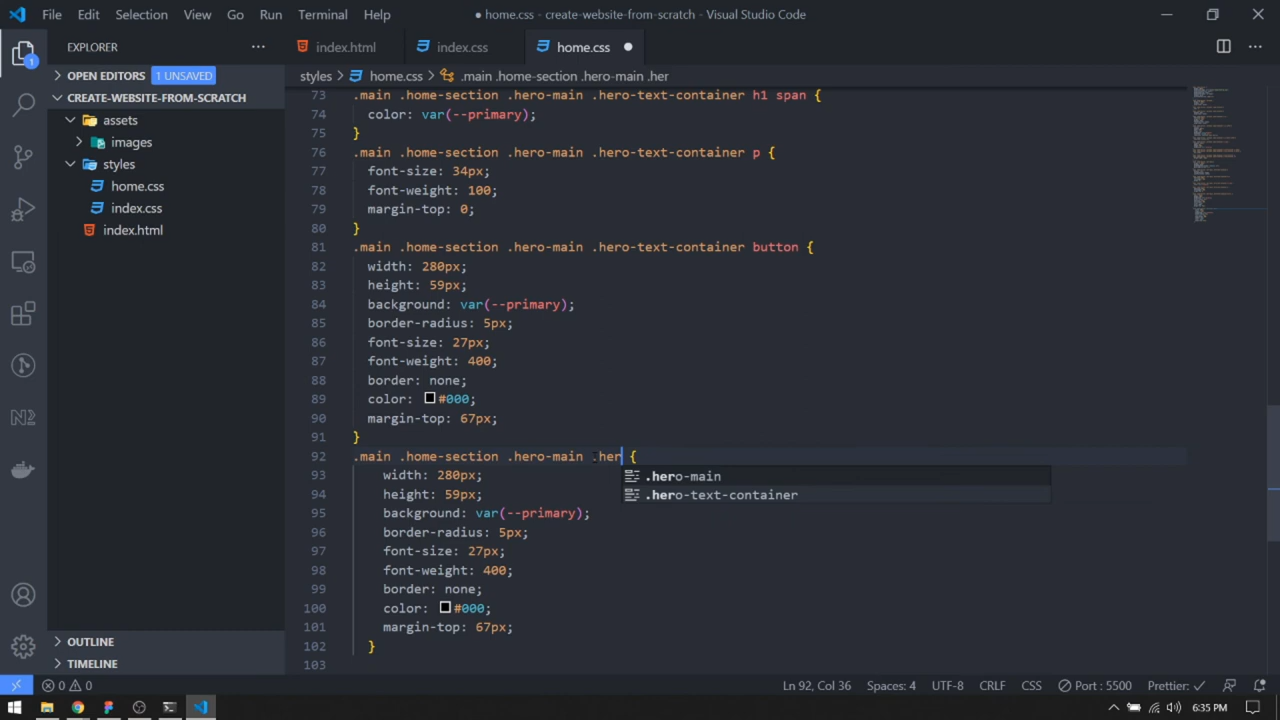 File Edit Selection View Go Run Terminal Help
● home.css - create-website-from-scratch - Visual Studio Code
EXPLORER
index.html
index.css
home.css
OPEN EDITORS 1 UNSAVED
styles > home.css > .main .home-section .hero-main .her
CREATE-WEBSITE-FROM-SCRATCH
assets
images
styles
home.css
index.css
index.html
73 .main .home-section .hero-main .hero-text-container h1 span {
74 color: var(--primary);
75 }
76 .main .home-section .hero-main .hero-text-container p {
77 font-size: 34px;
78 font-weight: 100;
79 margin-top: 0;
80 }
81 .main .home-section .hero-main .hero-text-container button {
82 width: 280px;
83 height: 59px;
84 background: var(--primary);
85 border-radius: 5px;
86 font-size: 27px;
87 font-weight: 400;
88 border: none;
89 color: #000;
90 margin-top: 67px;
91 }
92 .main .home-section .hero-main .her {
93 width: 280px;
.hero-main
94 height: 59px;
.hero-text-container
95 background: var(--primary);
96 border-radius: 5px;
97 font-size: 27px;
98 font-weight: 400;
99 border: none;
100 color: #000;
101 margin-top: 67px;
102 }
103
OUTLINE
TIMELINE
0 0
Ln 92, Col 36 Spaces: 4 UTF-8 CRLF CSS Port : 5500 Prettier: ✓
6:35 PM